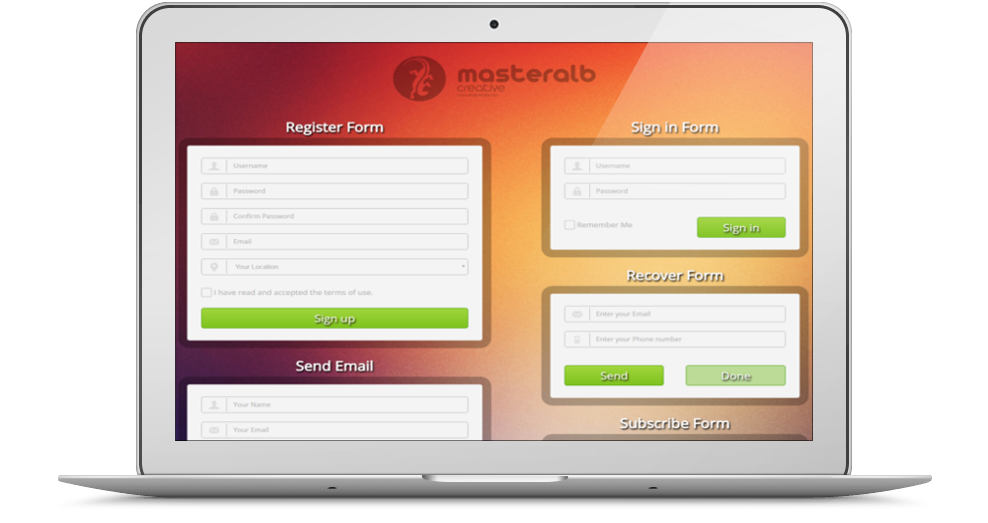 masteralb
creative
Register Form
Username
Password
Confirm Password
Email
Your Location
I have read and accepted the terms of use.
Sign up
Send Email
Your Name
Your Email
Sign in Form
Username
Password
Remember Me
Sign in
Recover Form
Enter your Email
Enter your Phone number
Send
Done
Subscribe Form